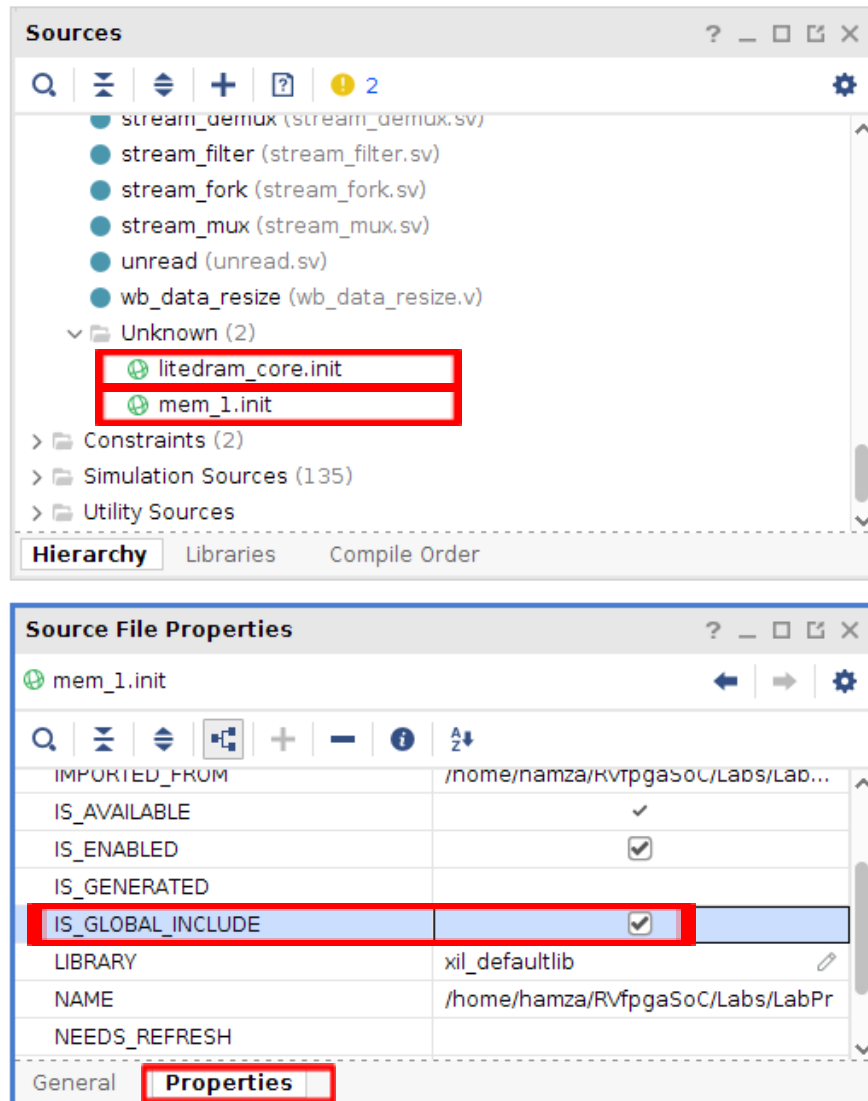 Sources
? _
2
stream_demux (stream_demux.sv)
stream_filter (stream_filter.sv)
stream_fork (stream_fork.sv)
stream_mux (stream_mux.sv)
unread (unread.sv)
wb_data_resize (wb_data_resize.v)
Unknown (2)
litedram_core.init
mem_1.init
Constraints (2)
Simulation Sources (135)
Utility Sources
Hierarchy Libraries Compile Order
Source File Properties
? _
mem_1.init
IMPORTED_FROM /home/hamza/RVfpgaSoC/Labs/Lab...
IS_AVAILABLE
IS_ENABLED
IS_GENERATED
IS_GLOBAL_INCLUDE
LIBRARY xil_defaultlib
NAME /home/hamza/RVfpgaSoC/Labs/LabPr
NEEDS_REFRESH
General Properties